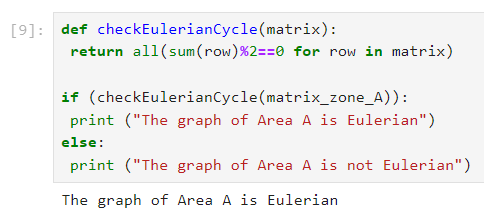 [9]: def checkEulerianCycle(matrix):
 return all(sum(row)%2==0 for row in matrix)

if (checkEulerianCycle(matrix_zone_A)):
 print ("The graph of Area A is Eulerian")
else:
 print ("The graph of Area A is not Eulerian")
The graph of Area A is Eulerian